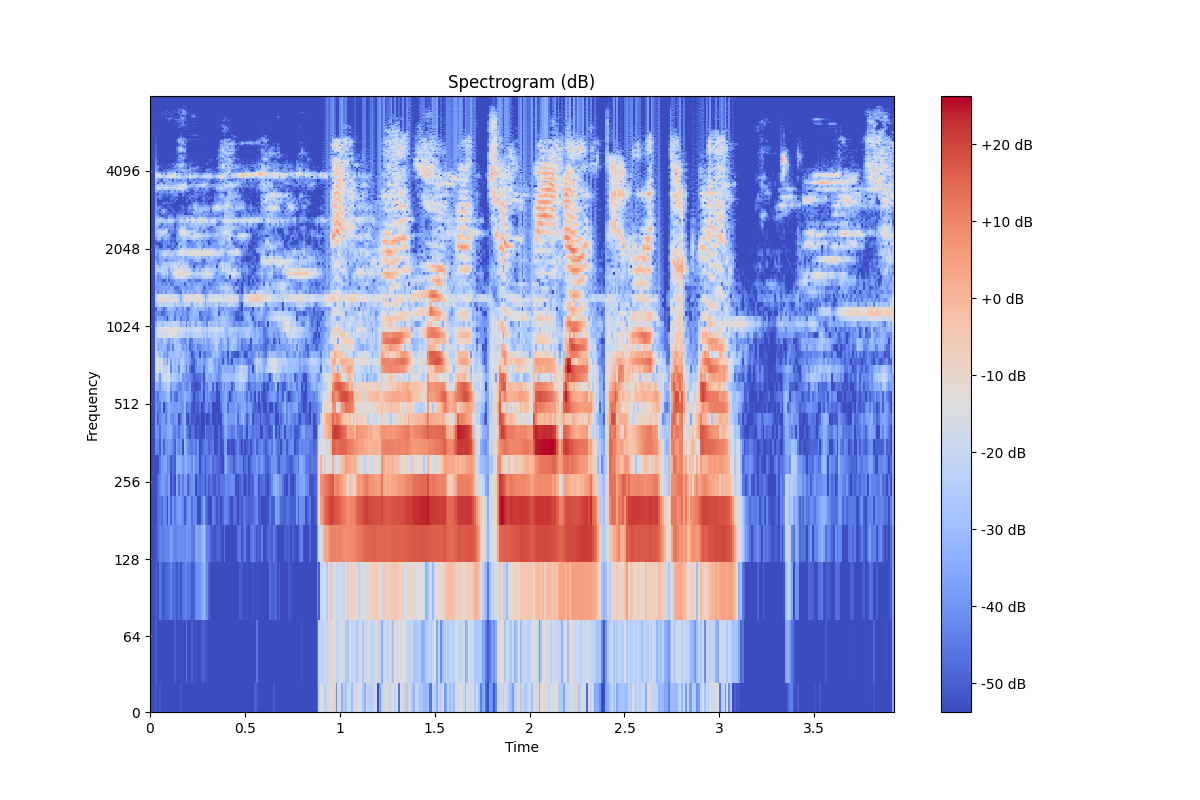 Spectrogram (dB)
Frequency
4096
2048
1024
512
256
128
64
0
0 0.5 1 1.5 2 2.5 3 3.5
Time
+20 dB
+10 dB
+0 dB
-10 dB
-20 dB
-30 dB
-40 dB
-50 dB